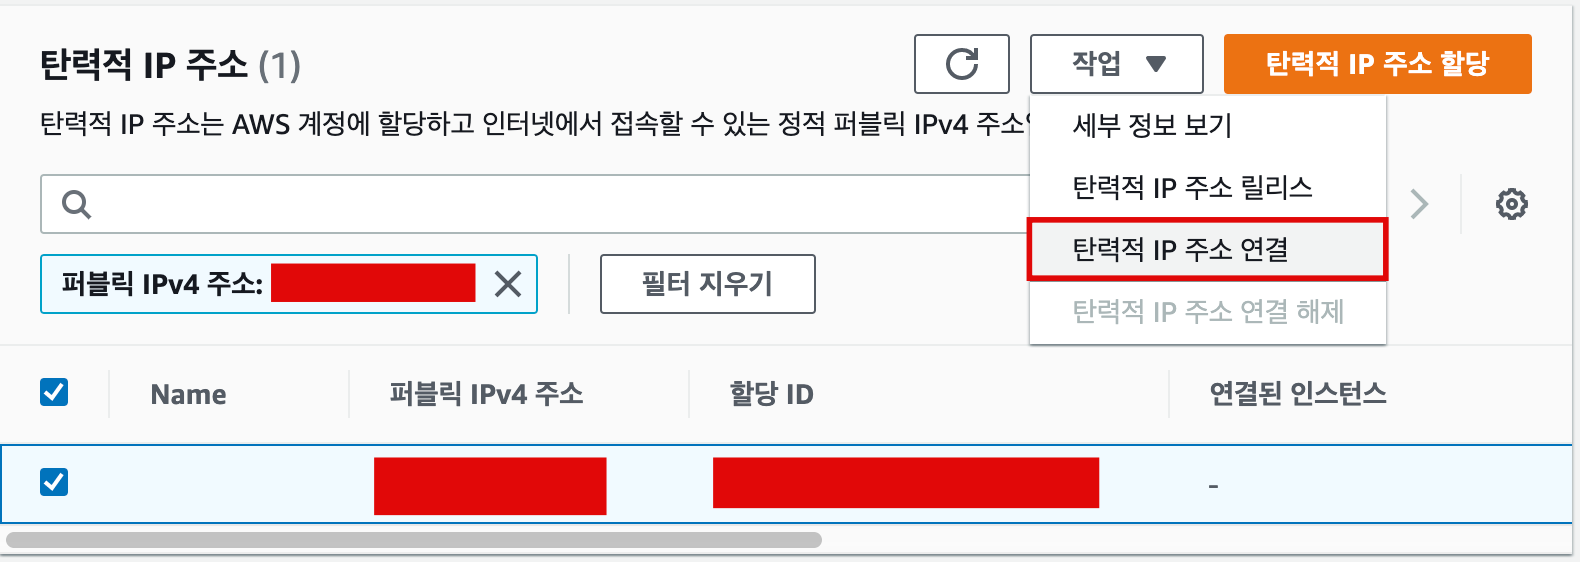 탄력적 IP 주소 (1)
작업
탄력적 IP 주소 할당
탄력적 IP 주소는 AWS 계정에 할당하고 인터넷에서 접속할 수 있는 정적 퍼블릭 IPv4 주소
세부 정보 보기
탄력적 IP 주소 릴리스
탄력적 IP 주소 연결
탄력적 IP 주소 연결 해제
퍼블릭 IPv4 주소:
필터 지우기
Name
퍼블릭 IPv4 주소
할당 ID
연결된 인스턴스
-